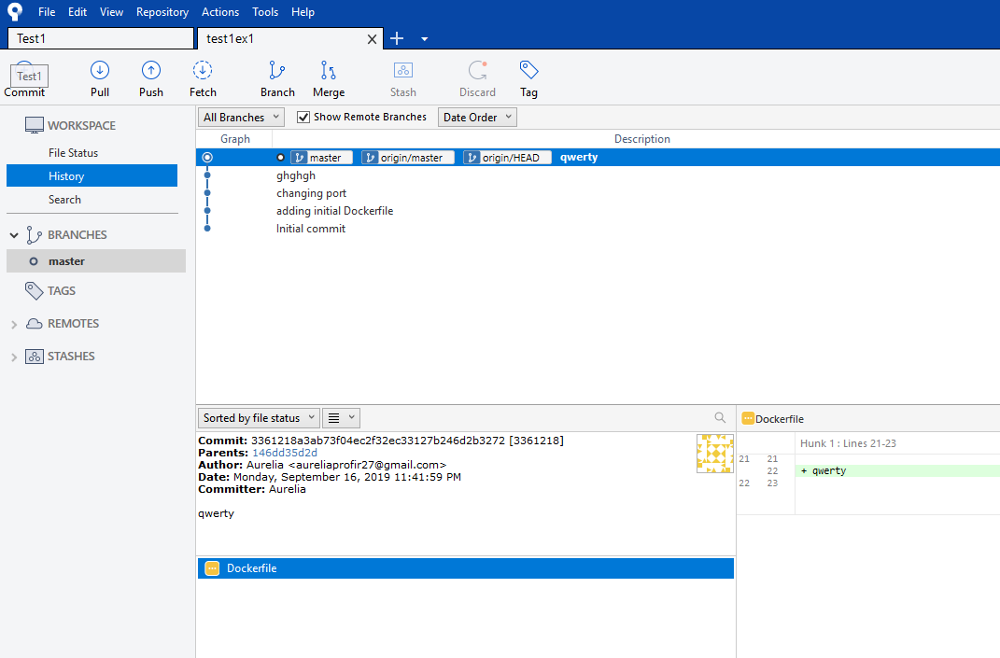 File Edit View Repository Actions Tools Help
Test1 test1ex1
Test1
Commit Pull Push Fetch Branch Merge Stash Discard Tag
WORKSPACE
File Status
History
Search
BRANCHES
master
TAGS
REMOTES
STASHES
All Branches Show Remote Branches Date Order
Graph Description
master origin/master origin/HEAD qwerty
ghghgh
changing port
adding initial Dockerfile
Initial commit
Sorted by file status
Commit: 3361218a3ab73f04ec2f32ec33127b246d2b3272 [3361218]
Parents: 146dd35d2d
Author: Aurelia <aureliaprofir27@gmail.com>
Date: Monday, September 16, 2019 11:41:59 PM
Committer: Aurelia
qwerty
Dockerfile
Dockerfile
Hunk 1 : Lines 21-23
21 21
22 + qwerty
22 23